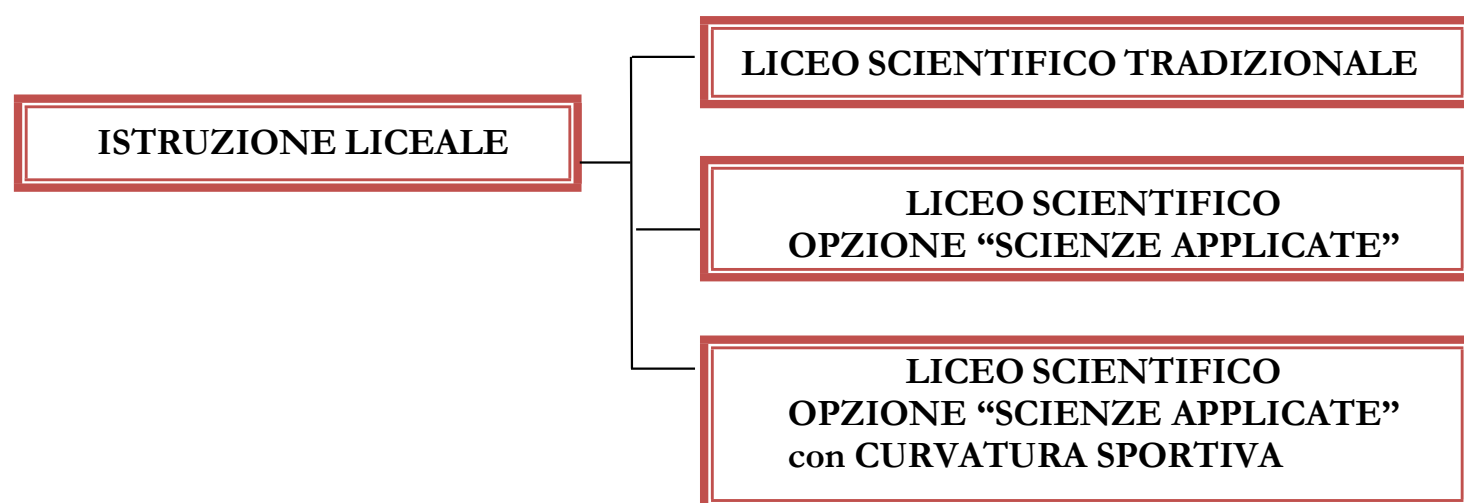 LICEO SCIENTIFICO TRADIZIONALE
ISTRUZIONE LICEALE
LICEO SCIENTIFICO
OPZIONE “SCIENZE APPLICATE”
LICEO SCIENTIFICO
OPZIONE “SCIENZE APPLICATE”
con CURVATURA SPORTIVA